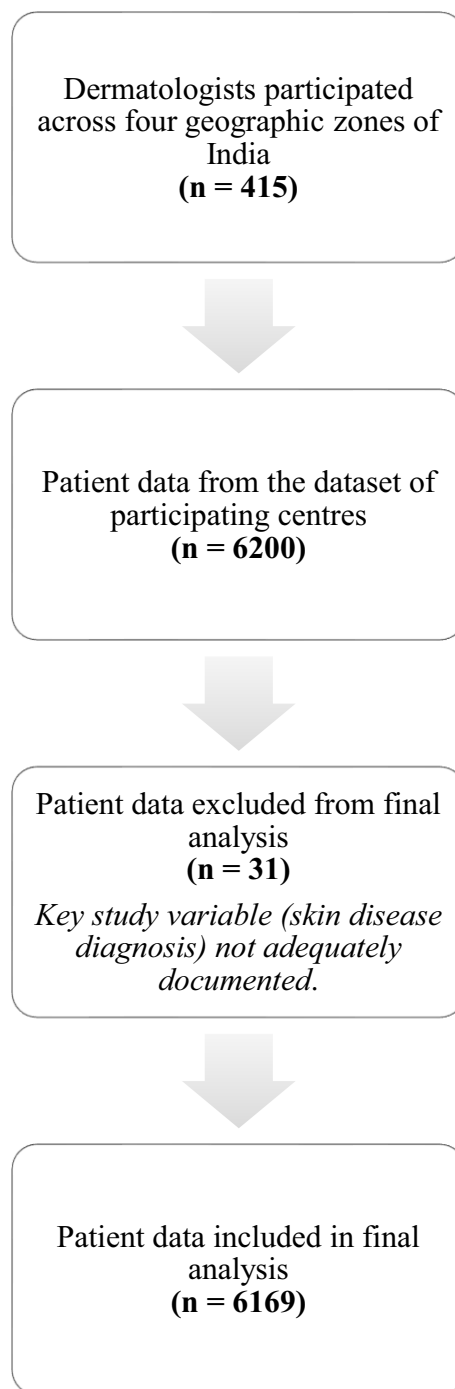 Dermatologists participated
across four geographic zones of
India
(n = 415)
Patient data from the dataset of
participating centres
(n = 6200)
Patient data excluded from final
analysis
(n = 31)
Key study variable (skin disease
diagnosis) not adequately
documented.
Patient data included in final
analysis
(n = 6169)